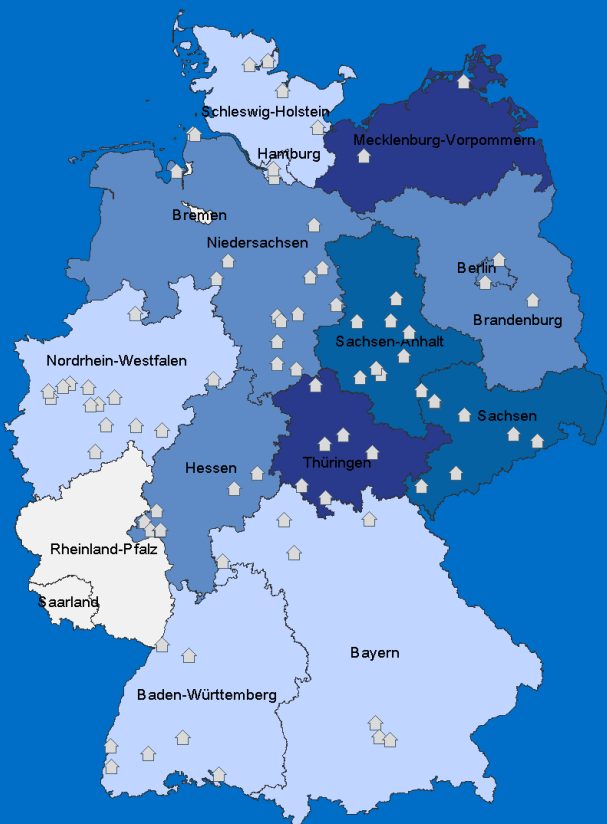 Schleswig-Holstein
Mecklenburg-Vorpommern
Hamburg
Bremen
Niedersachsen
Berlin
Brandenburg
Sachsen-Anhalt
Nordrhein-Westfalen
Sachsen
Thüringen
Hessen
Rheinland-Pfalz
Saarland
Bayern
Baden-Württemberg